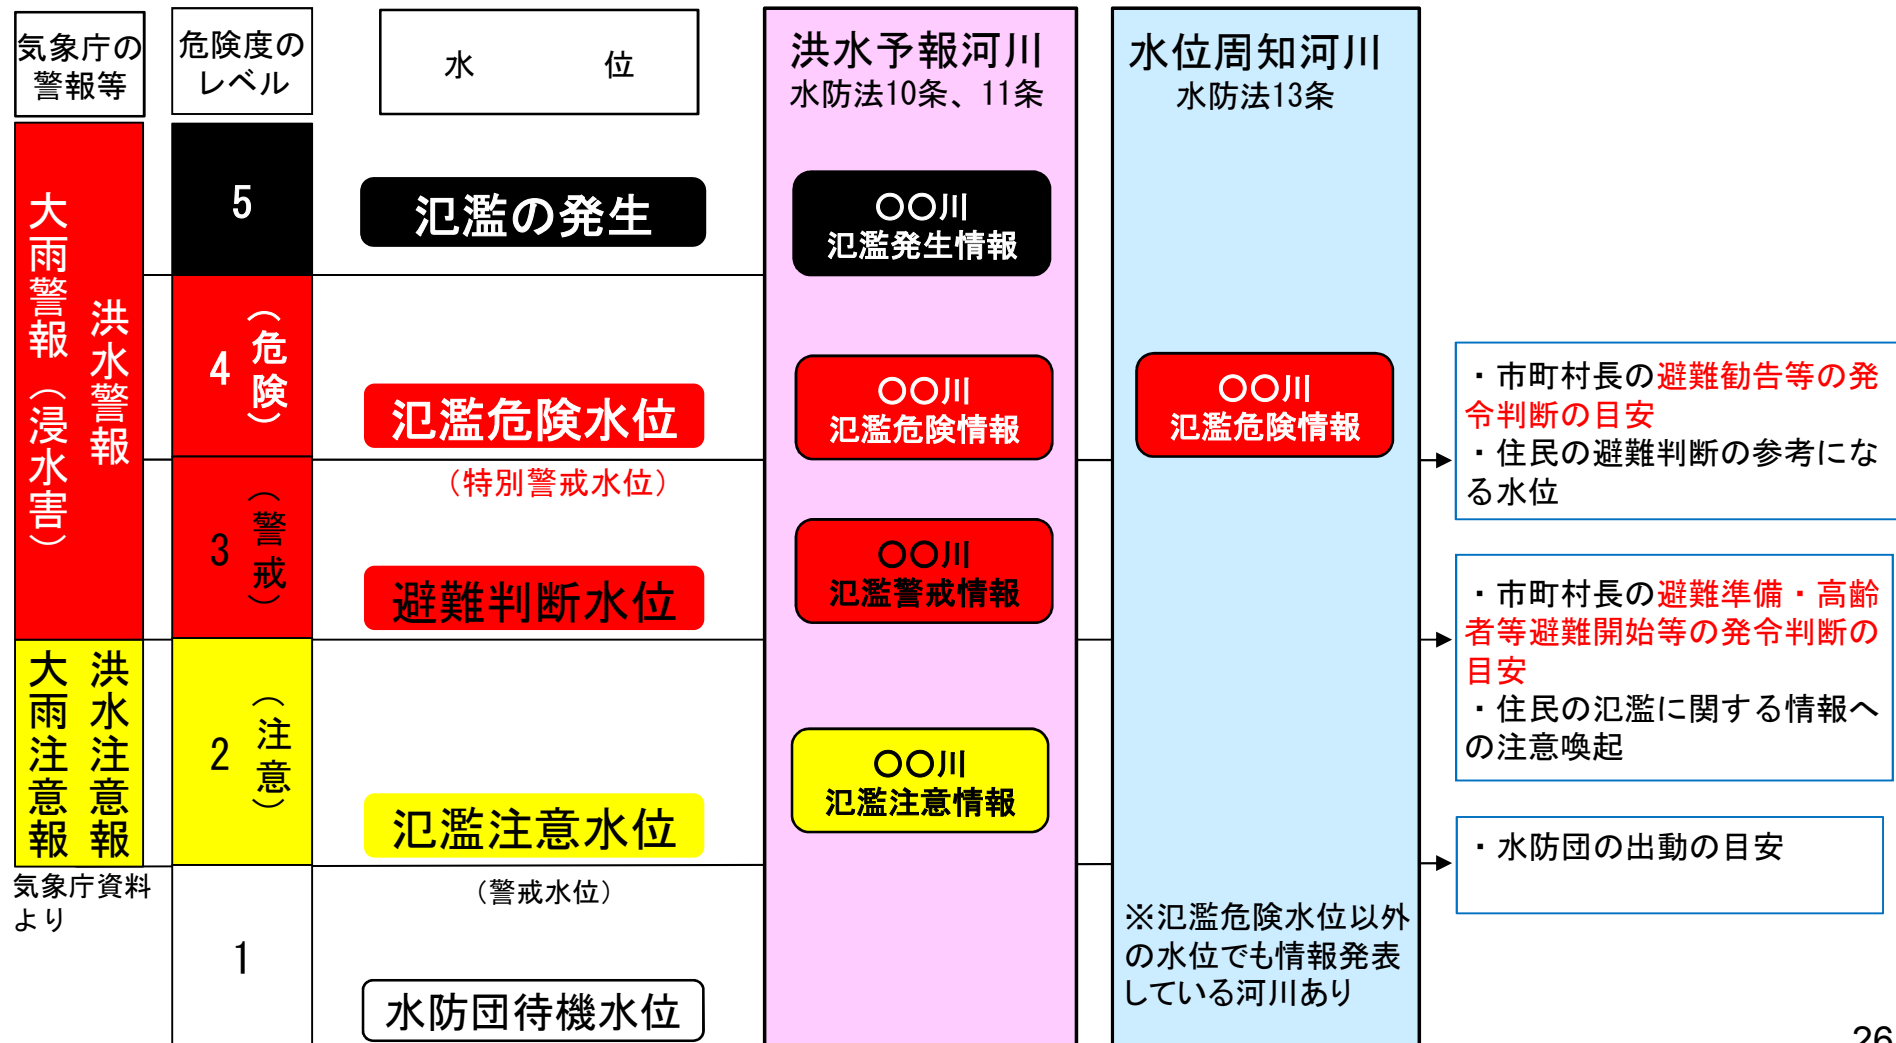 気象庁の
警報等
危険度の
レベル
水　　位
洪水予報河川
水防法10条、11条
水位周知河川
水防法13条
大雨警報（浸水害）
洪水警報
5
氾濫の発生
〇〇川
氾濫発生情報
4
（危険）
氾濫危険水位
（特別警戒水位）
〇〇川
氾濫危険情報
〇〇川
氾濫危険情報
・市町村長の避難勧告等の発
令判断の目安
・住民の避難判断の参考にな
る水位
3
（警戒）
避難判断水位
〇〇川
氾濫警戒情報
・市町村長の避難準備・高齢
者等避難開始等の発令判断の
目安
・住民の氾濫に関する情報へ
の注意喚起
大雨注意報
洪水注意報
2
（注意）
氾濫注意水位
（警戒水位）
〇〇川
氾濫注意情報
・水防団の出動の目安
気象庁資料
より
1
水防団待機水位
※氾濫危険水位以外
の水位でも情報発表
している河川あり
26